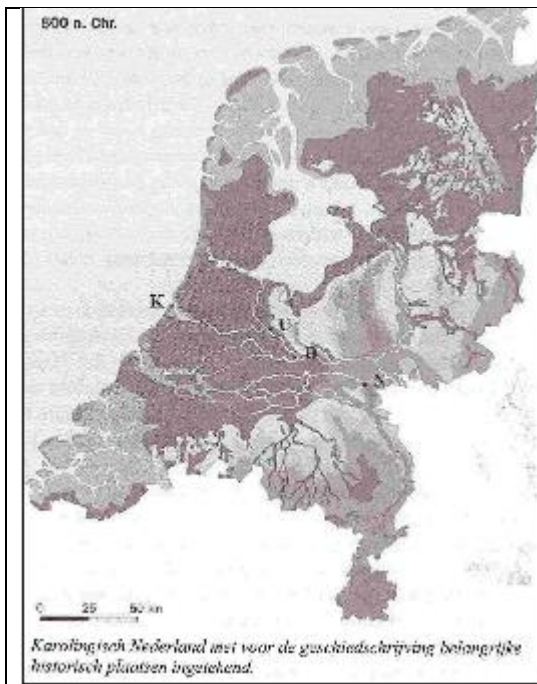 800 n. Chr.
K
U
D
N
0 25 50 km
Karolingisch Nederland met voor de geschiedschrijving belangrijke
historisch plaatsen ingetekend.